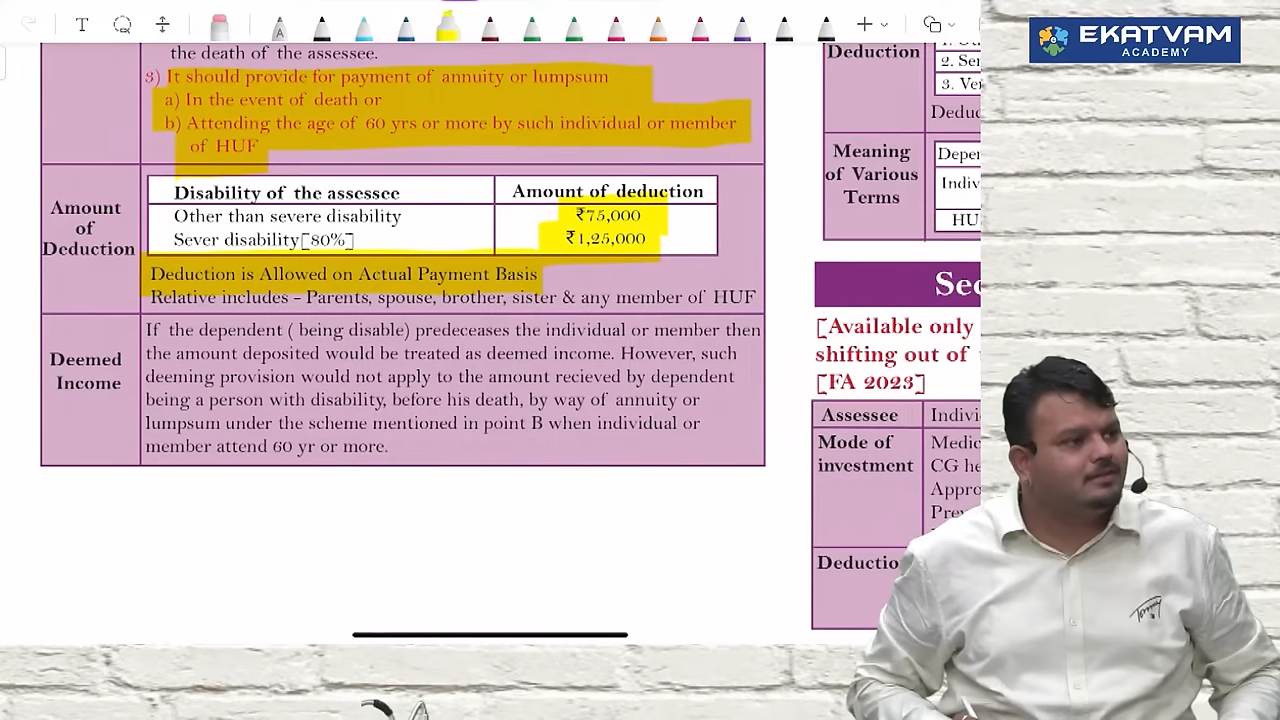 the death of the assessee.
3) It should provide for payment of annuity or lumpsum
a) In the event of death or
b) Attending the age of 60 yrs or more by such individual or member
of HUF
Amount
of
Deduction
Disability of the assessee
Amount of deduction
Other than severe disability
₹75,000
Sever disability[80%]
₹1,25,000
Deduction is Allowed on Actual Payment Basis
Relative includes - Parents, spouse, brother, sister & any member of HUF
Deemed
Income
If the dependent ( being disable) predeceases the individual or member then
the amount deposited would be treated as deemed income. However, such
deeming provision would not apply to the amount recieved by dependent
being a person with disability, before his death, by way of annuity or
lumpsum under the scheme mentioned in point B when individual or
member attend 60 yr or more.
Deduction
2.
3.
Meaning
of Various
Terms
HU
[Available only
shifting out of
[FA 2023]
Assessee
Mode of
investment
CG
T
A
EKATVAM
ACADEMY